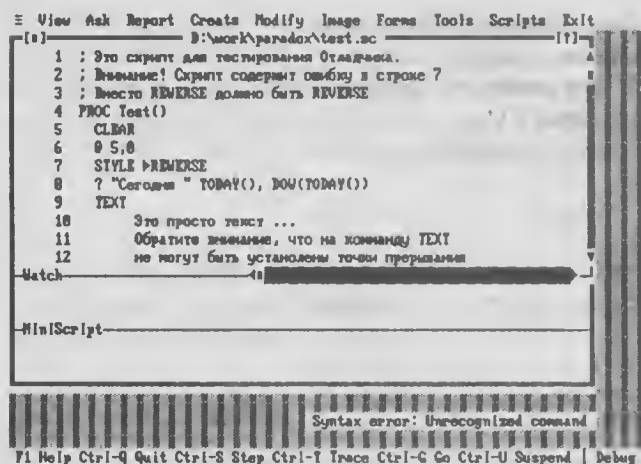 ≡ View Ask Report Create Modify Image Forms Tools Scripts Exit
[■] D:\work\paradox\test.sc [↑]
1 ; Это скрипт для тестирования Отладчика.
2 ; Внимание! Скрипт содержит ошибку в строке 7
3 ; Вместо REWERSE должно быть REVERSE
4 PROC Test()
5 CLEAR
6 @ 5,0
7 STYLE ►REWERSE
8 ? "Сегодня " TODAY(), DOW(TODAY())
9 TEXT
10 Это просто текст ...
11 Обратите внимание, что на комманду TEXT
12 не могут быть устанолены точки прерывания
Watch
MiniScript
Syntax error: Unrecognized command
F1 Help Ctrl-Q Quit Ctrl-S Step Ctrl-T Trace Ctrl-G Go Ctrl-U Suspend | Debug